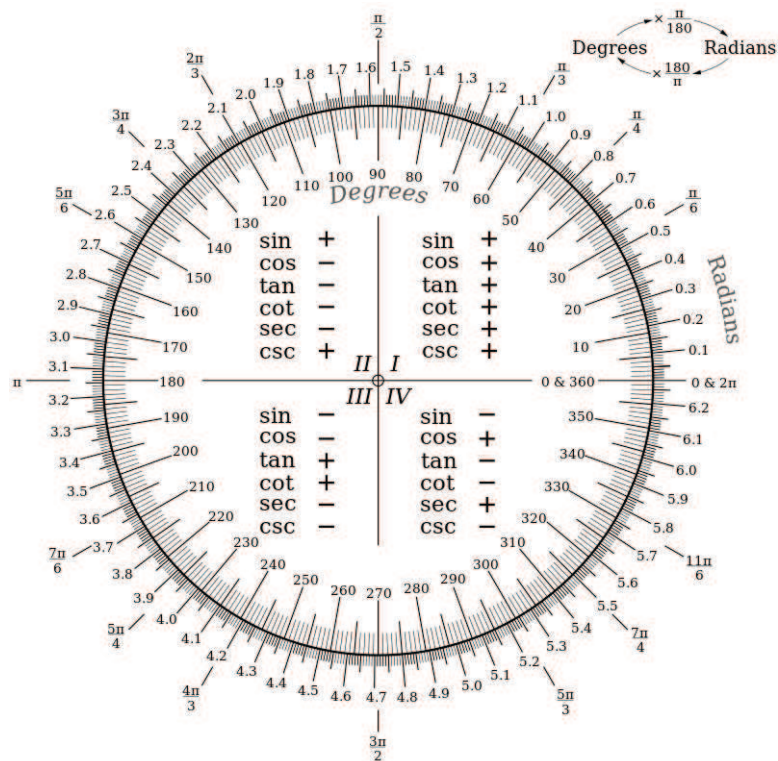 π/2
× π/180
Degrees Radians
× 180/π
2π/3
π/3
3π/4
π/4
5π/6
π/6
1.6 1.5
1.7 1.4
1.8 1.3
1.9 1.2
2.0 1.1
2.1 1.0
2.2 0.9
2.3 0.8
2.4 0.7
2.5 0.6
2.6 0.5
2.7 0.4
2.8 0.3
2.9 0.2
3.0 0.1
3.1
90
100 80
110 70
120 60
130 50
140 40
150 30
160 20
170 10
Degrees
Radians
sin + sin +
cos − cos +
tan − tan +
cot − cot +
sec − sec +
csc + csc +
II I
π 180 0 & 360 0 & 2π
III IV
sin − sin −
cos − cos +
tan + tan −
cot + cot −
sec − sec +
csc − csc −
190 350
200 340
210 330
220 320
230 310
240 300
250 290
260 280
270
3.2 6.2
3.3 6.1
3.4 6.0
3.5 5.9
3.6 5.8
3.7 5.7
3.8 5.6
3.9 5.5
4.0 5.4
4.1 5.3
4.2 5.2
4.3 5.1
4.4 5.0
4.5 4.9
4.6 4.8
4.7
7π/6
11π/6
5π/4
7π/4
4π/3
5π/3
3π/2